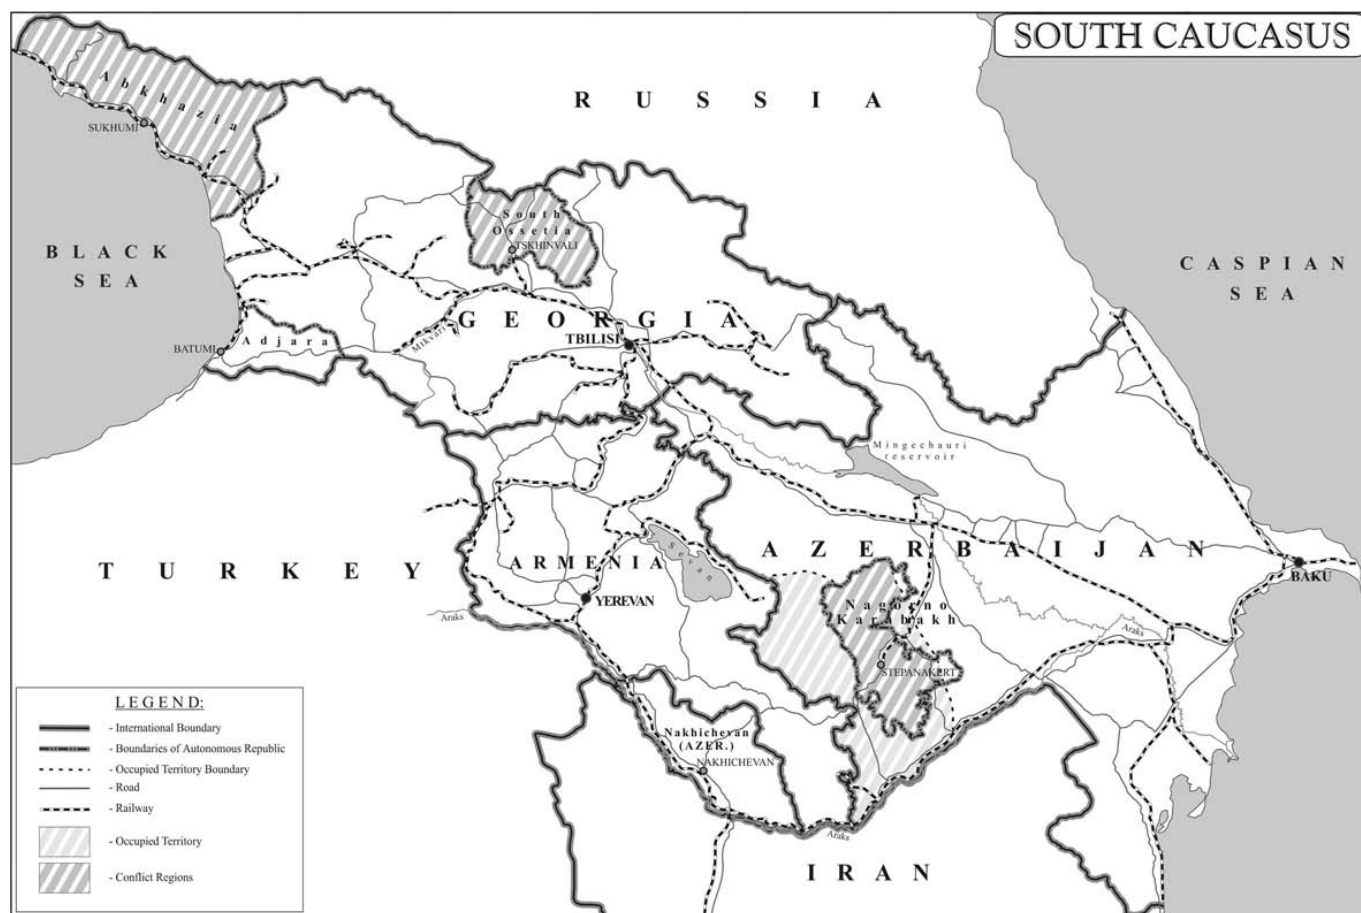 SOUTH CAUCASUS
RUSSIA
Abkhazia
SUKHUMI
South
Ossetia
TSKHINVALI
BLACK
SEA
CASPIAN
SEA
GEORGIA
Mtkvari
TBILISI
Adjara
BATUMI
Mingechauri
reservoir
AZERBAIJAN
TURKEY
ARMENIA
Sevan
BAKU
YEREVAN
Nagorno
Karabakh
Araks
Araks
STEPANAKERT
Nakhichevan
(AZER.)
NAKHICHEVAN
Araks
IRAN
LEGEND:
- International Boundary
- Boundaries of Autonomous Republic
- Occupied Territory Boundary
- Road
- Railway
- Occupied Territory
- Conflict Regions